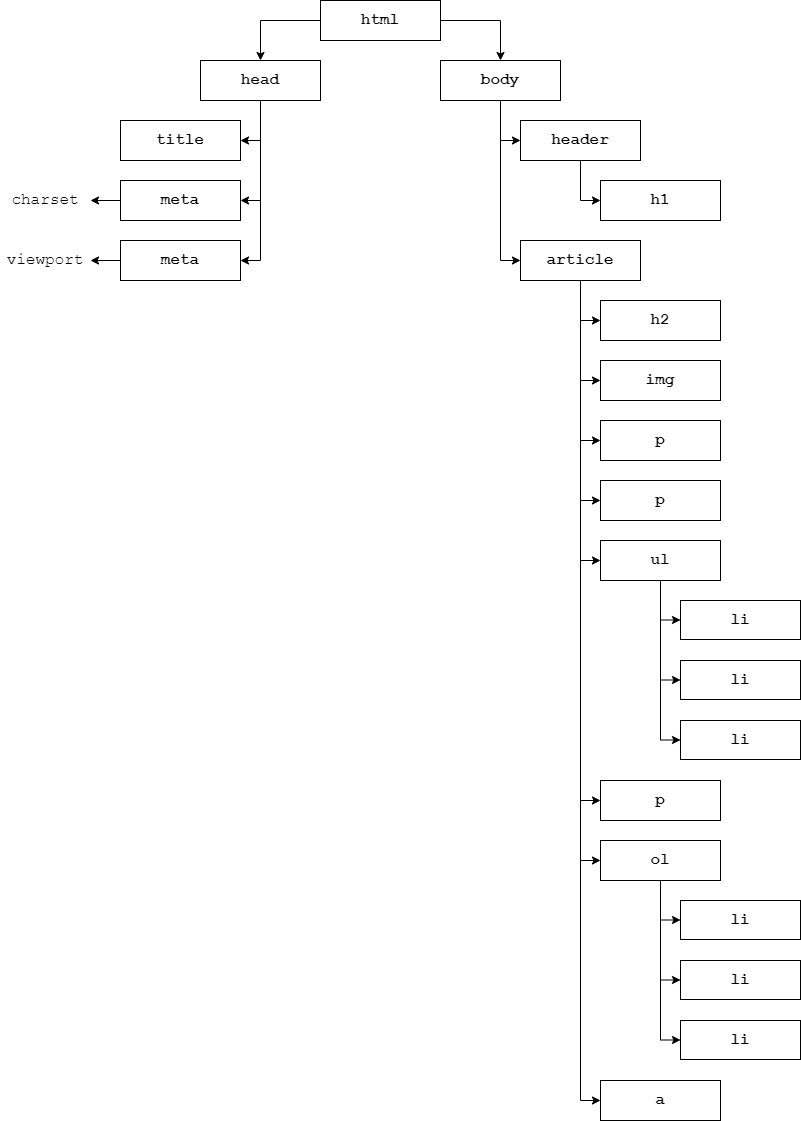 html
head
body
title
header
charset
meta
h1
viewport
meta
article
h2
img
p
p
ul
li
li
li
p
ol
li
li
li
a